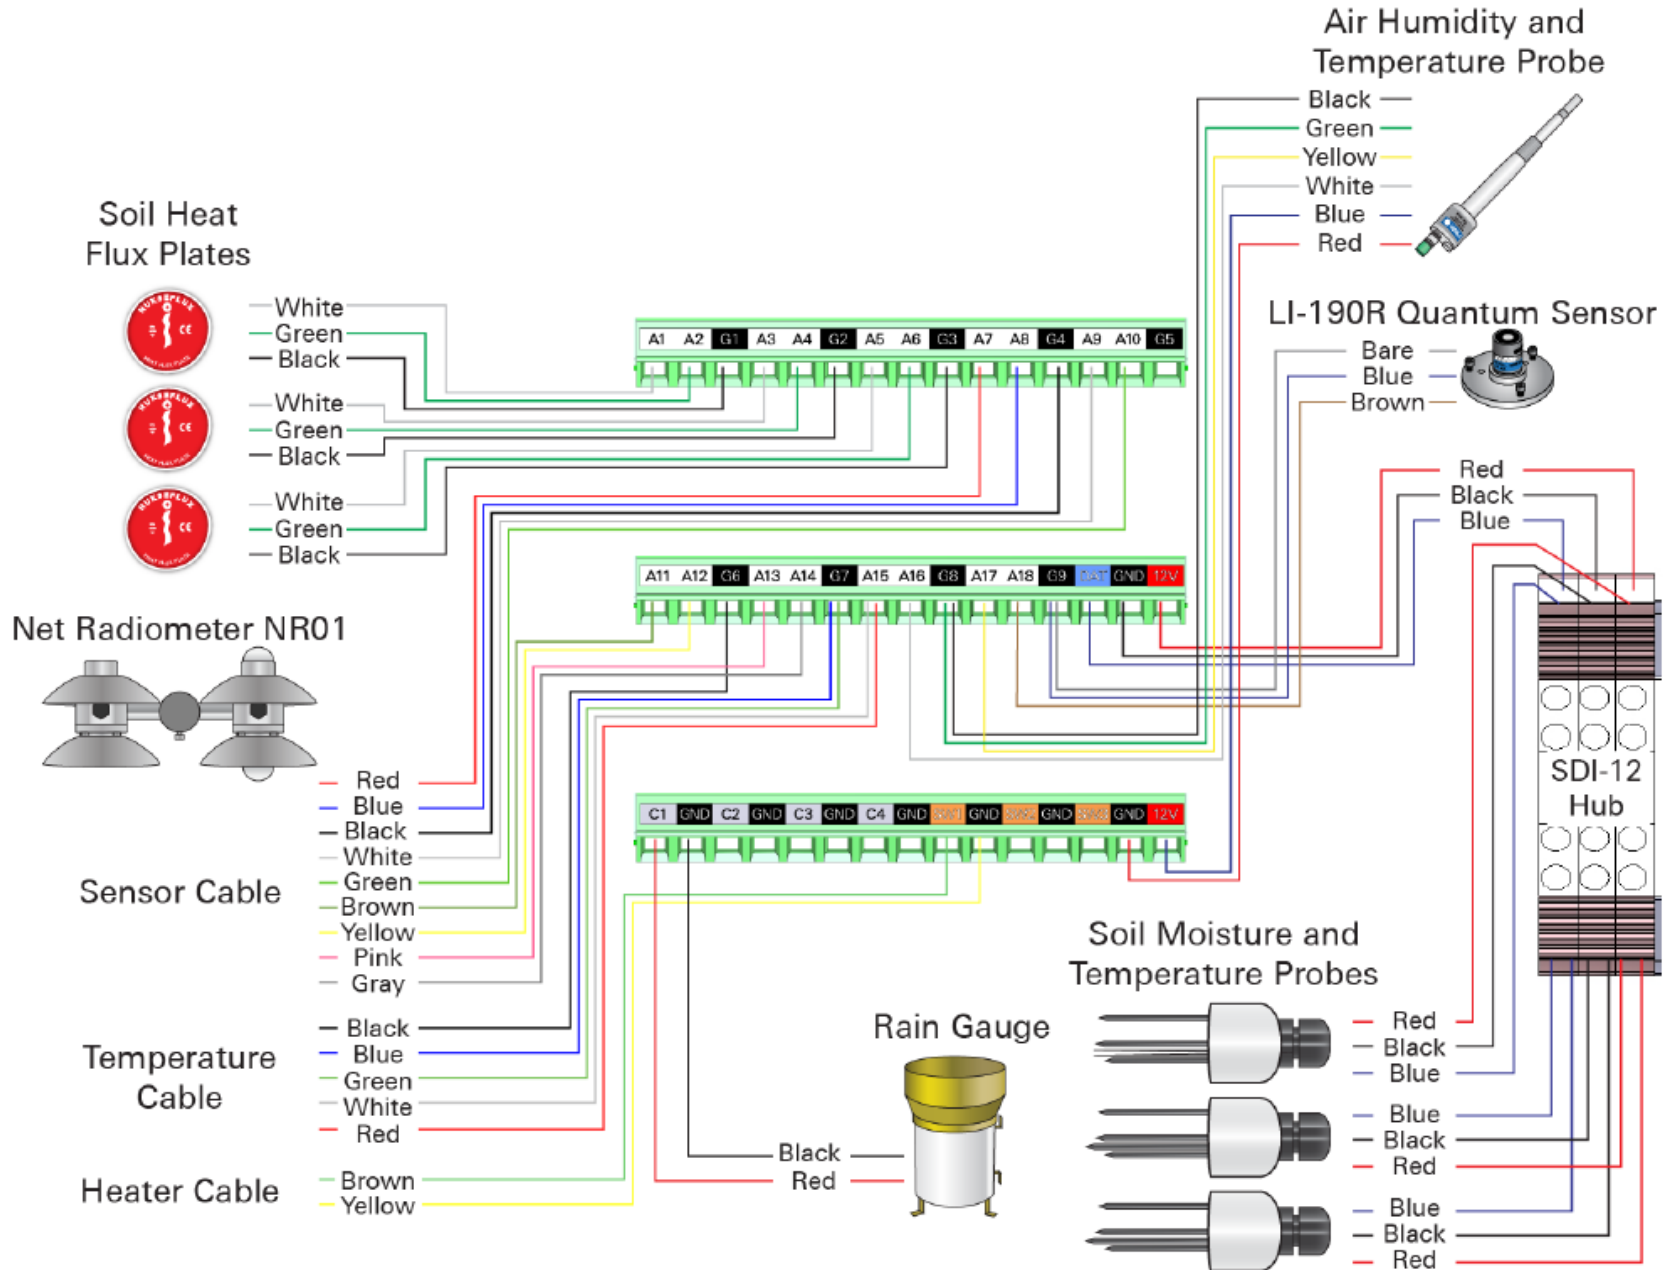 Air Humidity and
Temperature Probe
Black
Green
Yellow
White
Blue
Red
Soil Heat
Flux Plates
White
Green
Black
White
Green
Black
White
Green
Black
LI-190R Quantum Sensor
Bare
Blue
Brown
A1 A2 G1 A3 A4 G2 A5 A6 G3 A7 A8 G4 A9 A10 G5
Red
Black
Blue
A11 A12 G6 A13 A14 G7 A15 A16 G8 A17 A18 G9 GND 12V
Net Radiometer NR01
C1 GND C2 GND C3 GND C4 GND GND GND GND 12V
SDI-12
Hub
Sensor Cable
Red
Blue
Black
White
Green
Brown
Yellow
Pink
Gray
Temperature
Cable
Black
Blue
Green
White
Red
Heater Cable
Brown
Yellow
Rain Gauge
Black
Red
Soil Moisture and
Temperature Probes
Red
Black
Blue
Blue
Black
Red
Blue
Black
Red